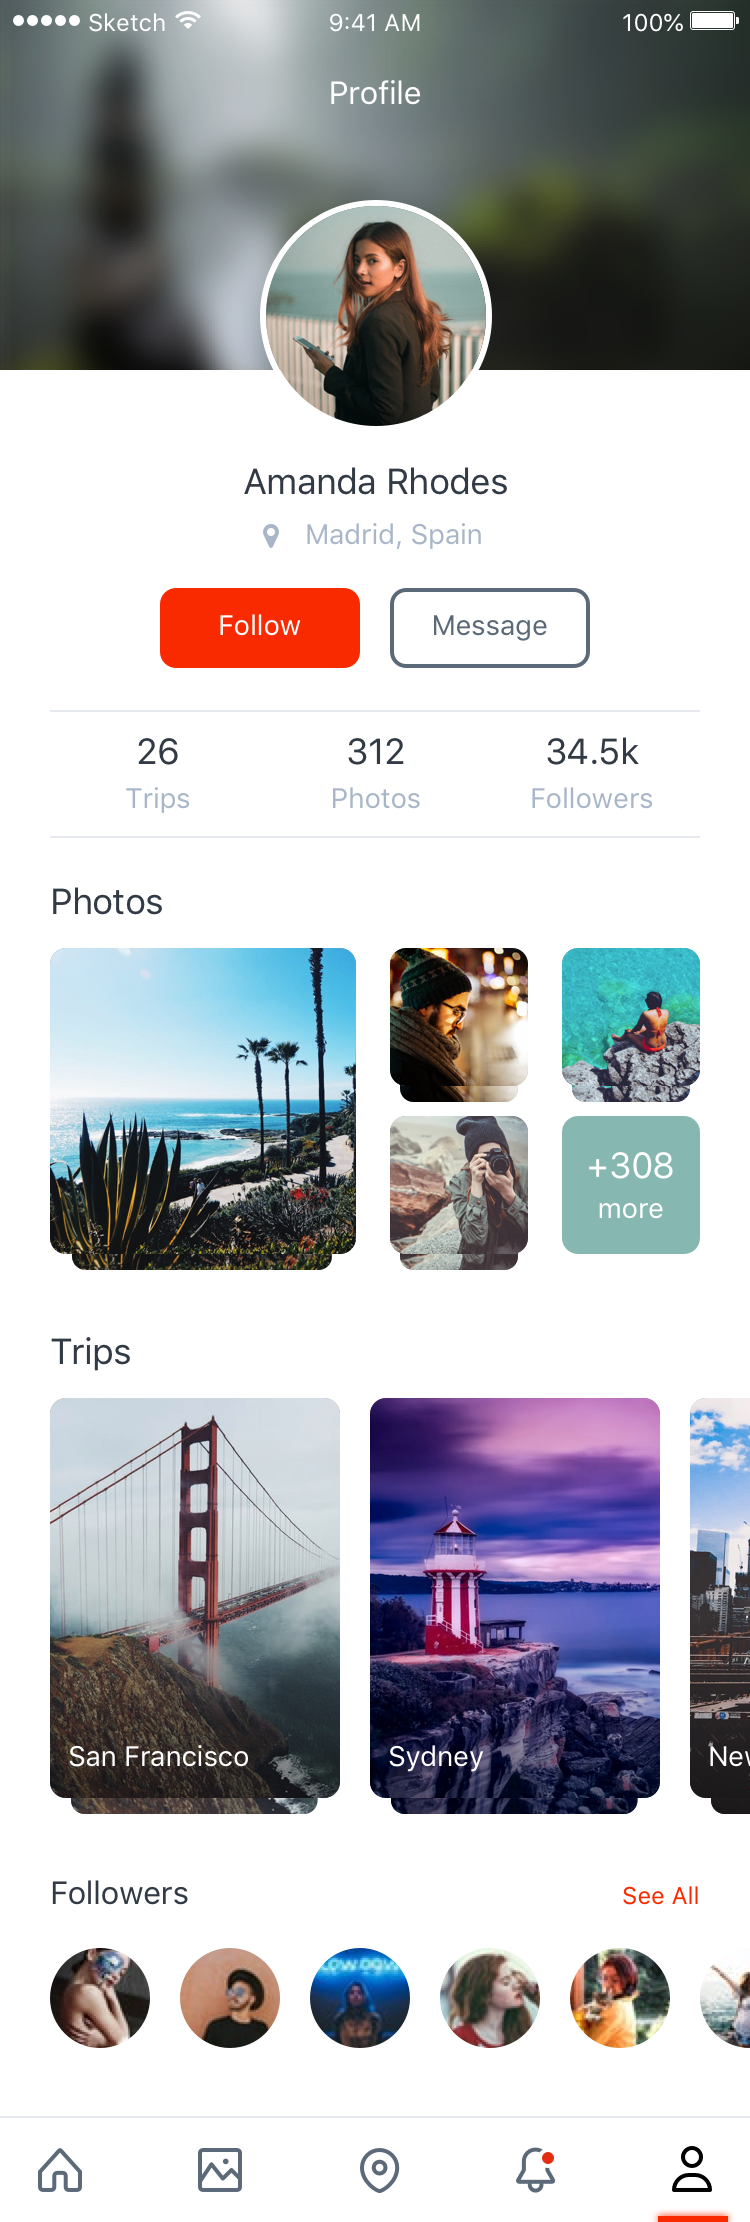 Sketch 9:41 AM 100%
Profile
Amanda Rhodes
Madrid, Spain
Follow Message
26 312 34.5k
Trips Photos Followers
Photos
+308
more
Trips
San Francisco Sydney
Followers See All